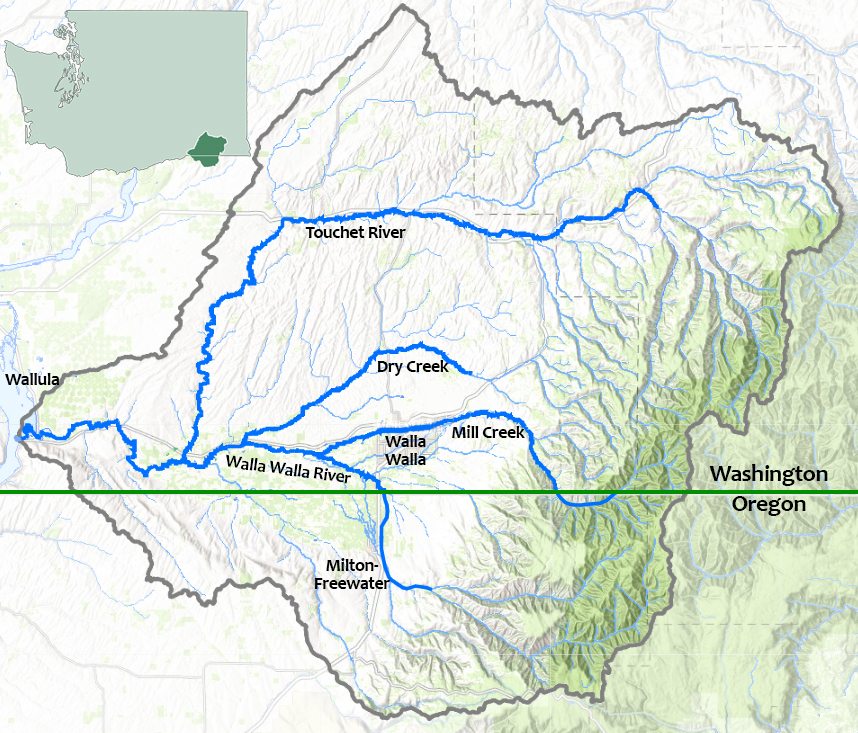 Touchet River
Wallula
Dry Creek
Mill Creek
Walla
Walla
Walla Walla River
Washington
Oregon
Milton-
Freewater